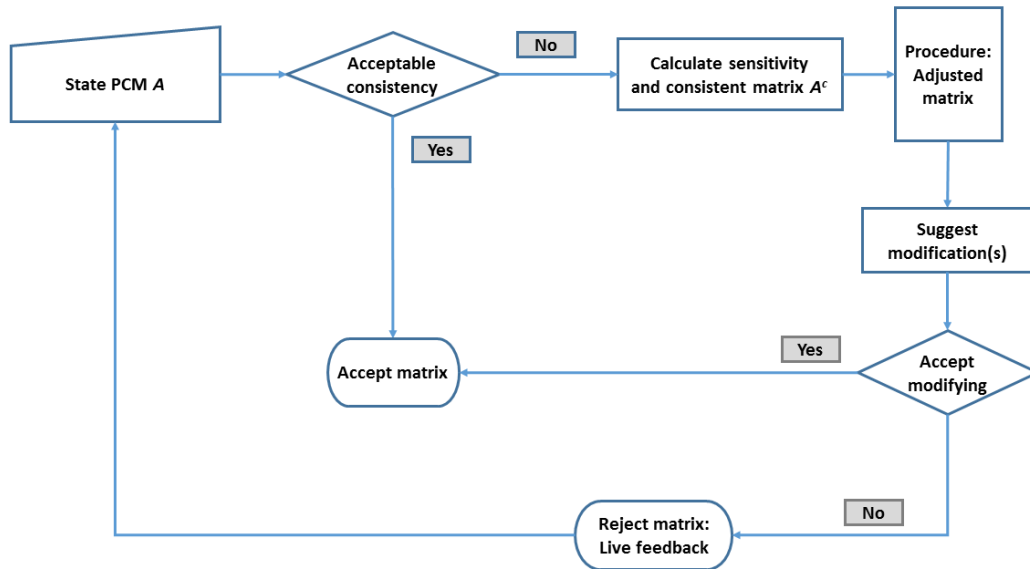 State PCM A
Acceptable
consistency
No
Calculate sensitivity
and consistent matrix Aᶜ
Procedure:
Adjusted
matrix
Yes
Suggest
modification(s)
Accept matrix
Yes
Accept
modifying
No
Reject matrix:
Live feedback